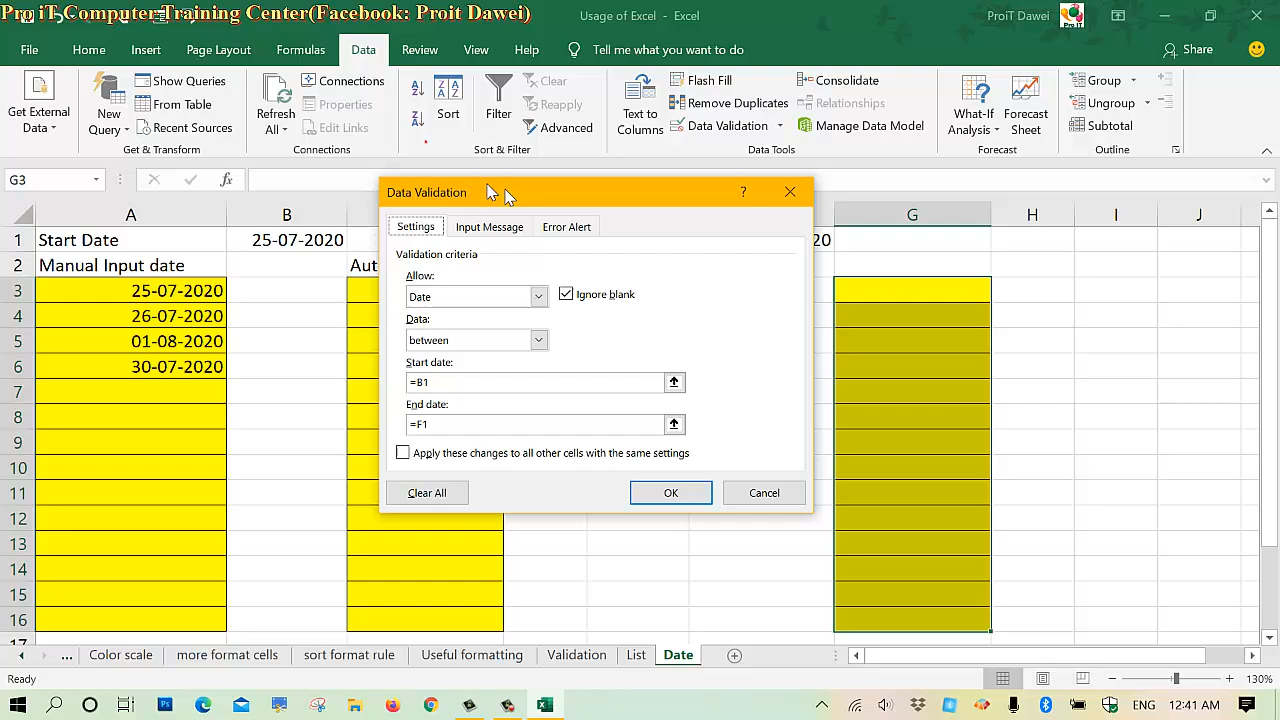 Pro iT Computer Training Center(Facebook: Proit Dawei)
Usage of Excel - Excel
ProiT Dawei
Pro IT
File Home Insert Page Layout Formulas Data Review View Help Tell me what you want to do Share
Get External Data
New Query
Show Queries
From Table
Recent Sources
Get & Transform
Refresh All
Connections
Properties
Edit Links
Connections
Sort
Filter
Clear
Reapply
Advanced
Sort & Filter
Text to Columns
Flash Fill
Remove Duplicates
Data Validation
Consolidate
Relationships
Manage Data Model
Data Tools
What-If Analysis
Forecast Sheet
Forecast
Group
Ungroup
Subtotal
Outline
G3 fx
A B G H I J
1 Start Date 25-07-2020 20
2 Manual Input date Aut
3 25-07-2020
4 26-07-2020
5 01-08-2020
6 30-07-2020
7
8
9
10
11
12
13
14
15
16
17
Data Validation ?
Settings Input Message Error Alert
Validation criteria
Allow:
Date Ignore blank
Data:
between
Start date:
=B1
End date:
=F1
Apply these changes to all other cells with the same settings
Clear All OK Cancel
... Color scale more format cells sort format rule Useful formatting Validation List Date
Ready 130%
ENG 12:41 AM